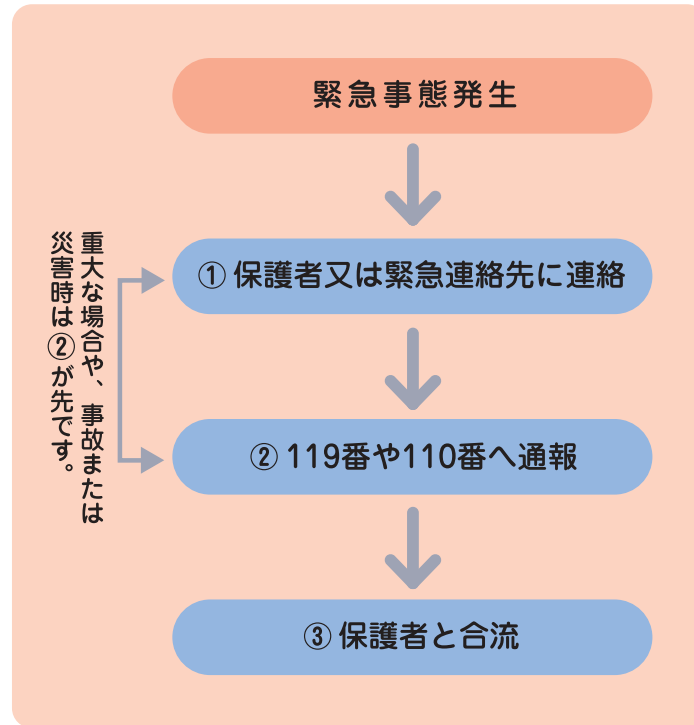 緊急事態発生
① 保護者又は緊急連絡先に連絡
② 119番や110番へ通報
③ 保護者と合流
重大な場合や、事故または
災害時は②が先です。